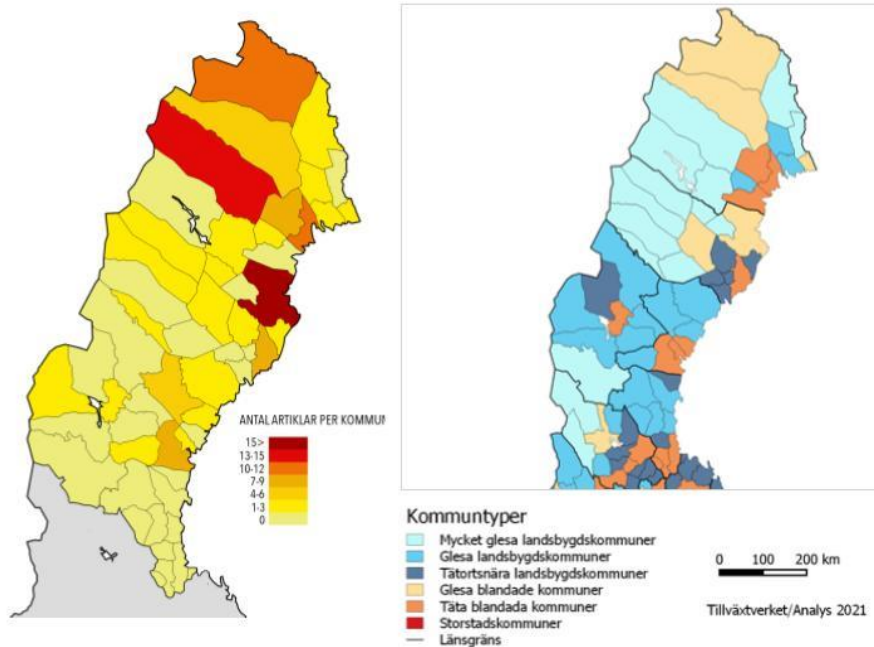 ANTAL ARTIKLAR PER KOMMUN
15>
13-15
10-12
7-9
4-6
1-3
0
Kommuntyper
Mycket glesa landsbygdskommuner
Glesa landsbygdskommuner
Tätortsnära landsbygdskommuner
Glesa blandade kommuner
Täta blandada kommuner
Storstadskommuner
Länsgräns
0 100 200 km
Tillväxtverket/Analys 2021